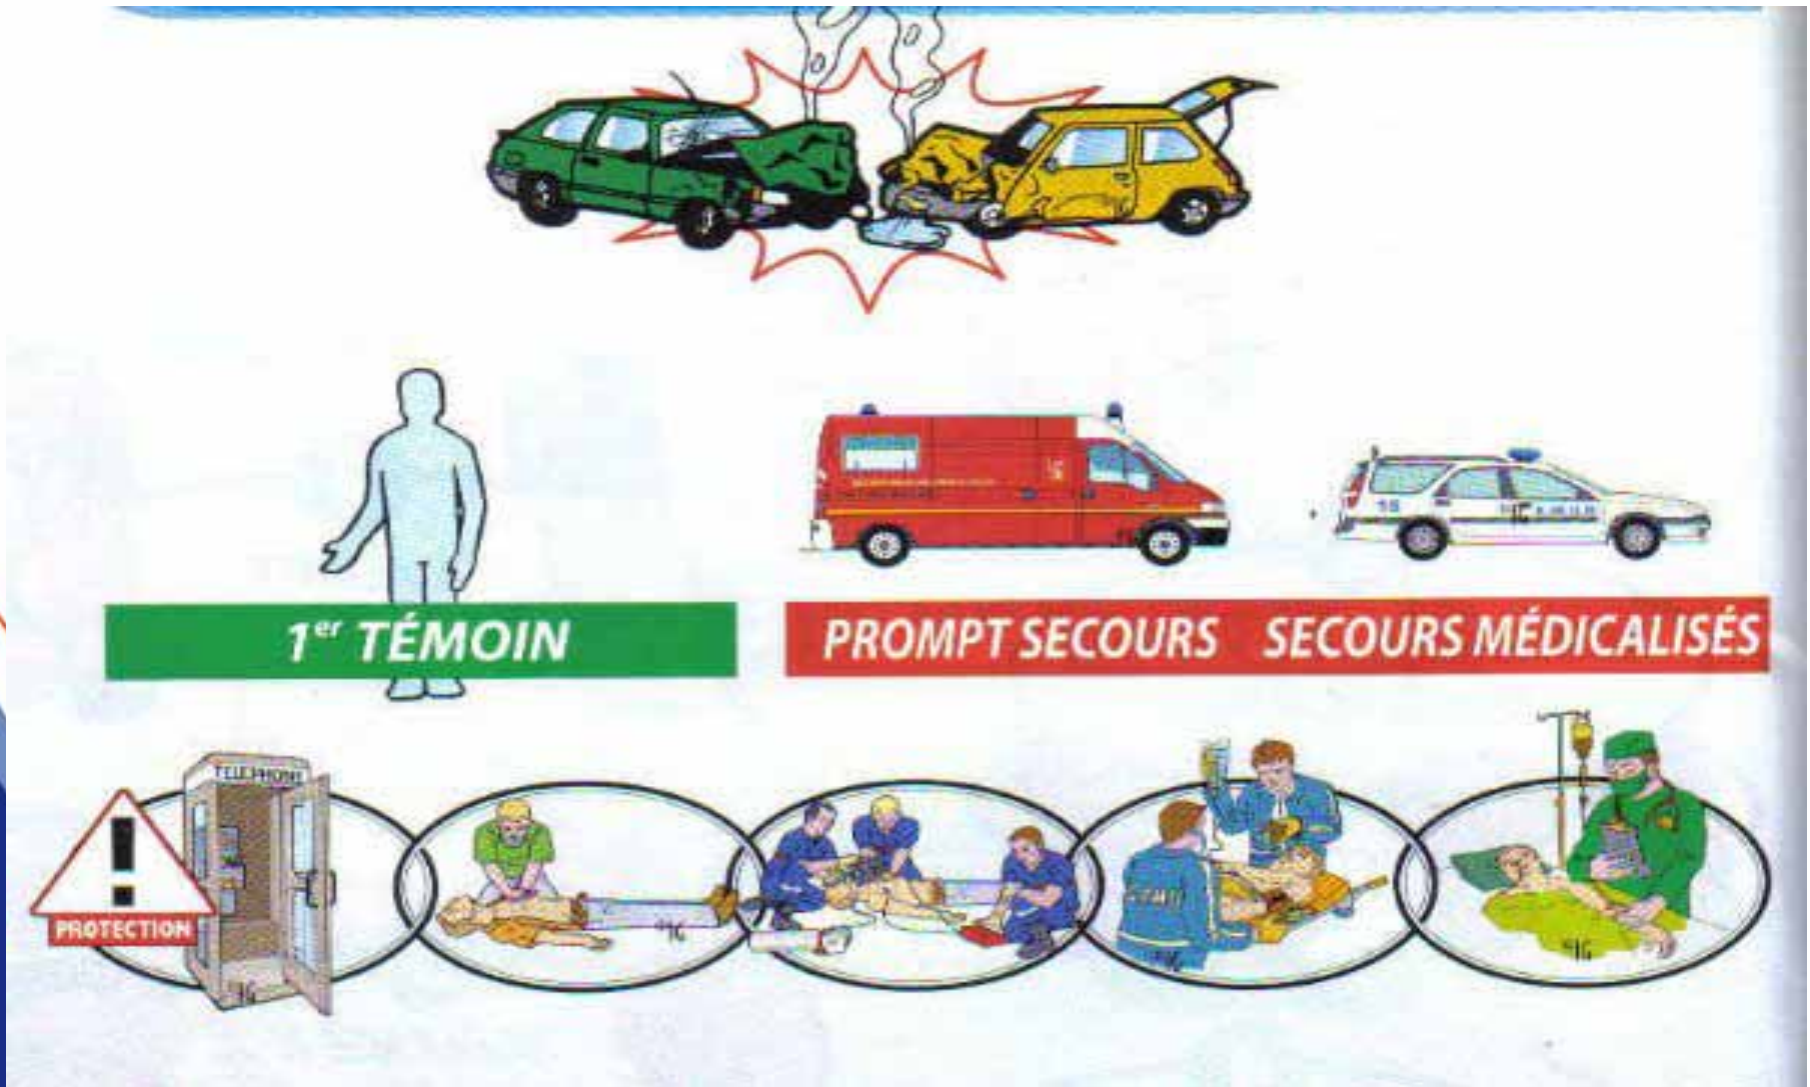 1er TÉMOIN
PROMPT SECOURS SECOURS MÉDICALISÉS
TELEPHONE
PROTECTION